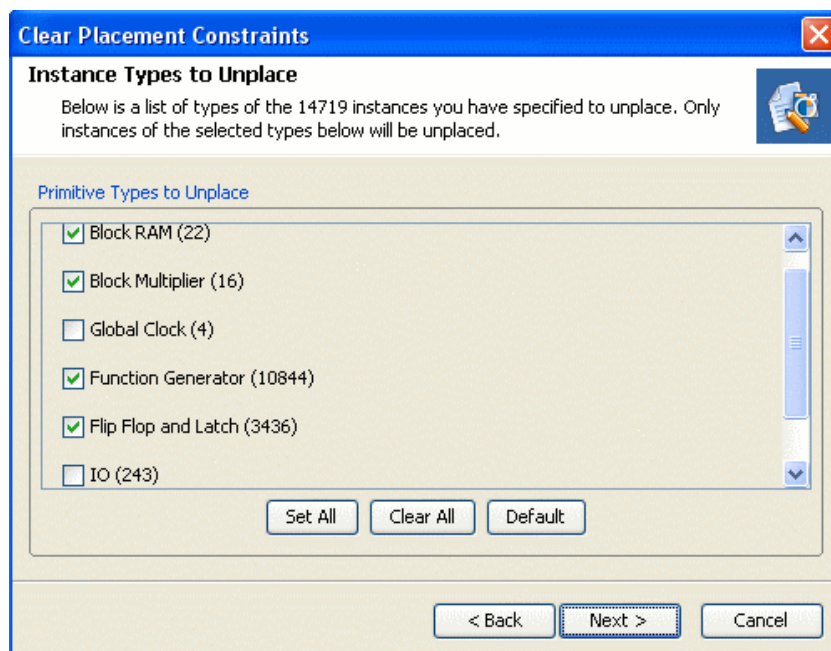 Clear Placement Constraints
Instance Types to Unplace
Below is a list of types of the 14719 instances you have specified to unplace. Only
instances of the selected types below will be unplaced.
Primitive Types to Unplace
Block RAM (22)
Block Multiplier (16)
Global Clock (4)
Function Generator (10844)
Flip Flop and Latch (3436)
IO (243)
Set All Clear All Default
< Back Next > Cancel